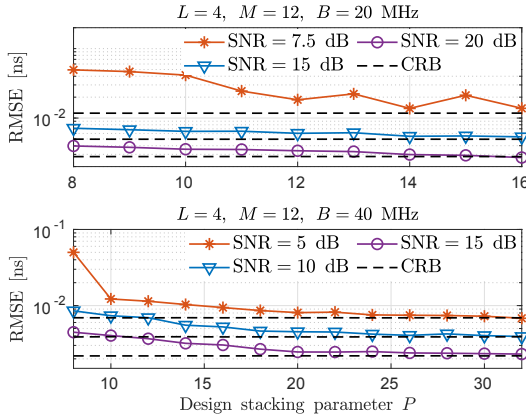 L = 4, M = 12, B = 20 MHz
SNR = 7.5 dB SNR = 20 dB
SNR = 15 dB CRB
RMSE [ns]
10^-2
8 10 12 14 16
L = 4, M = 12, B = 40 MHz
10^-1
SNR = 5 dB SNR = 15 dB
SNR = 10 dB CRB
RMSE [ns]
10^-2
10 15 20 25 30
Design stacking parameter P